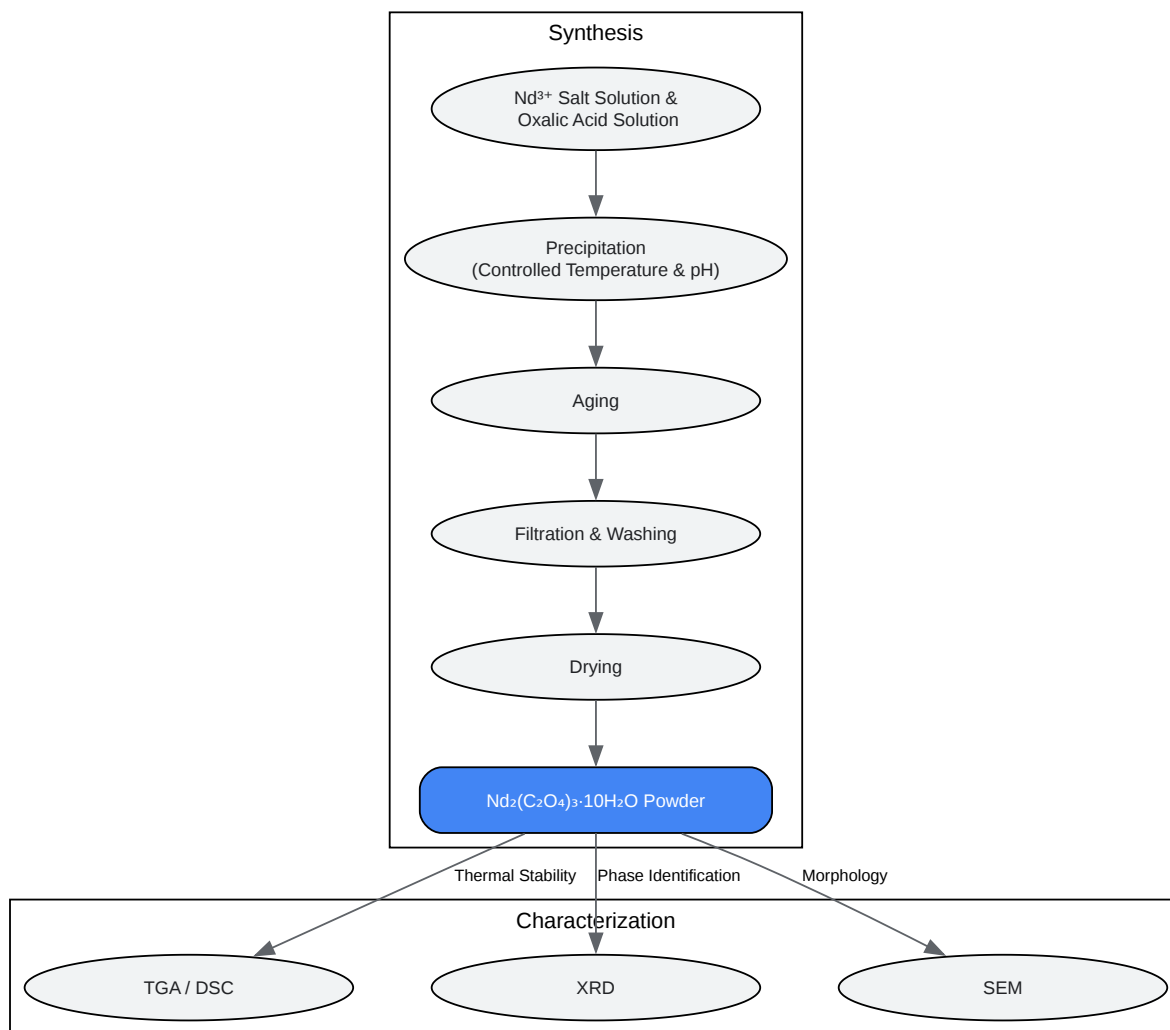 Synthesis
Nd³⁺ Salt Solution &
Oxalic Acid Solution
Precipitation
(Controlled Temperature & pH)
Aging
Filtration & Washing
Drying
Nd₂(C₂O₄)₃·10H₂O Powder
Thermal Stability
Phase Identification
Morphology
Characterization
TGA / DSC
XRD
SEM